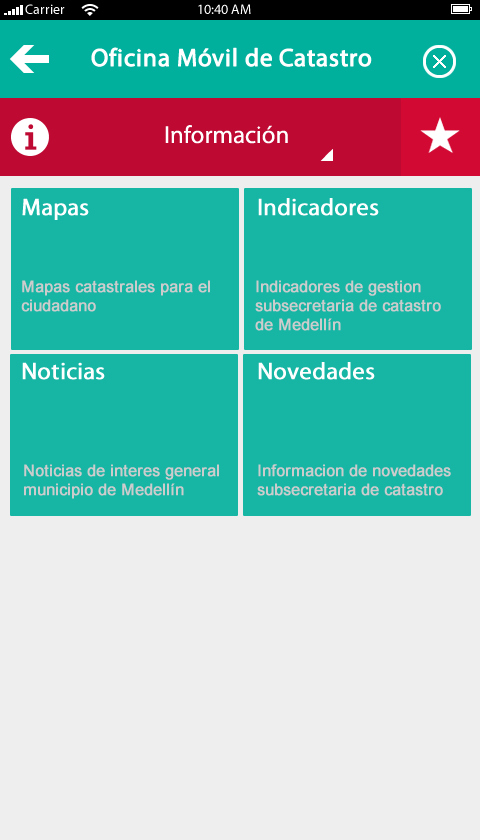 Carrier 10:40 AM
Oficina Móvil de Catastro
Información
Mapas
Mapas catastrales para el
ciudadano
Indicadores
Indicadores de gestion
subsecretaria de catastro
de Medellín
Noticias
Noticias de interes general
municipio de Medellín
Novedades
Informacion de novedades
subsecretaria de catastro